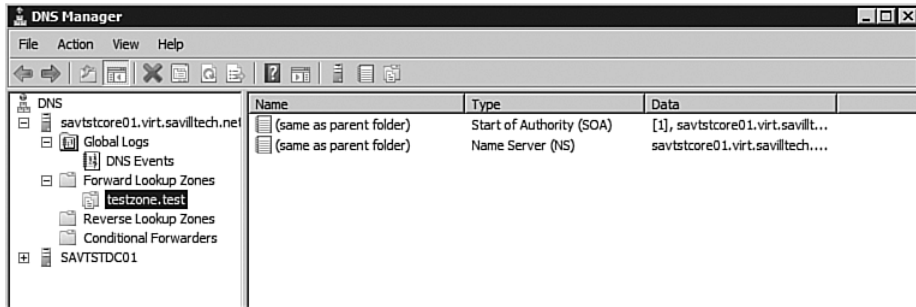 DNS Manager
File Action View Help
DNS
savtstcore01.virt.savilltech.net
Global Logs
DNS Events
Forward Lookup Zones
testzone.test
Reverse Lookup Zones
Conditional Forwarders
SAVTSTDC01
Name Type Data
(same as parent folder) Start of Authority (SOA) [1], savtstcore01.virt.savillt...
(same as parent folder) Name Server (NS) savtstcore01.virt.savilltech....